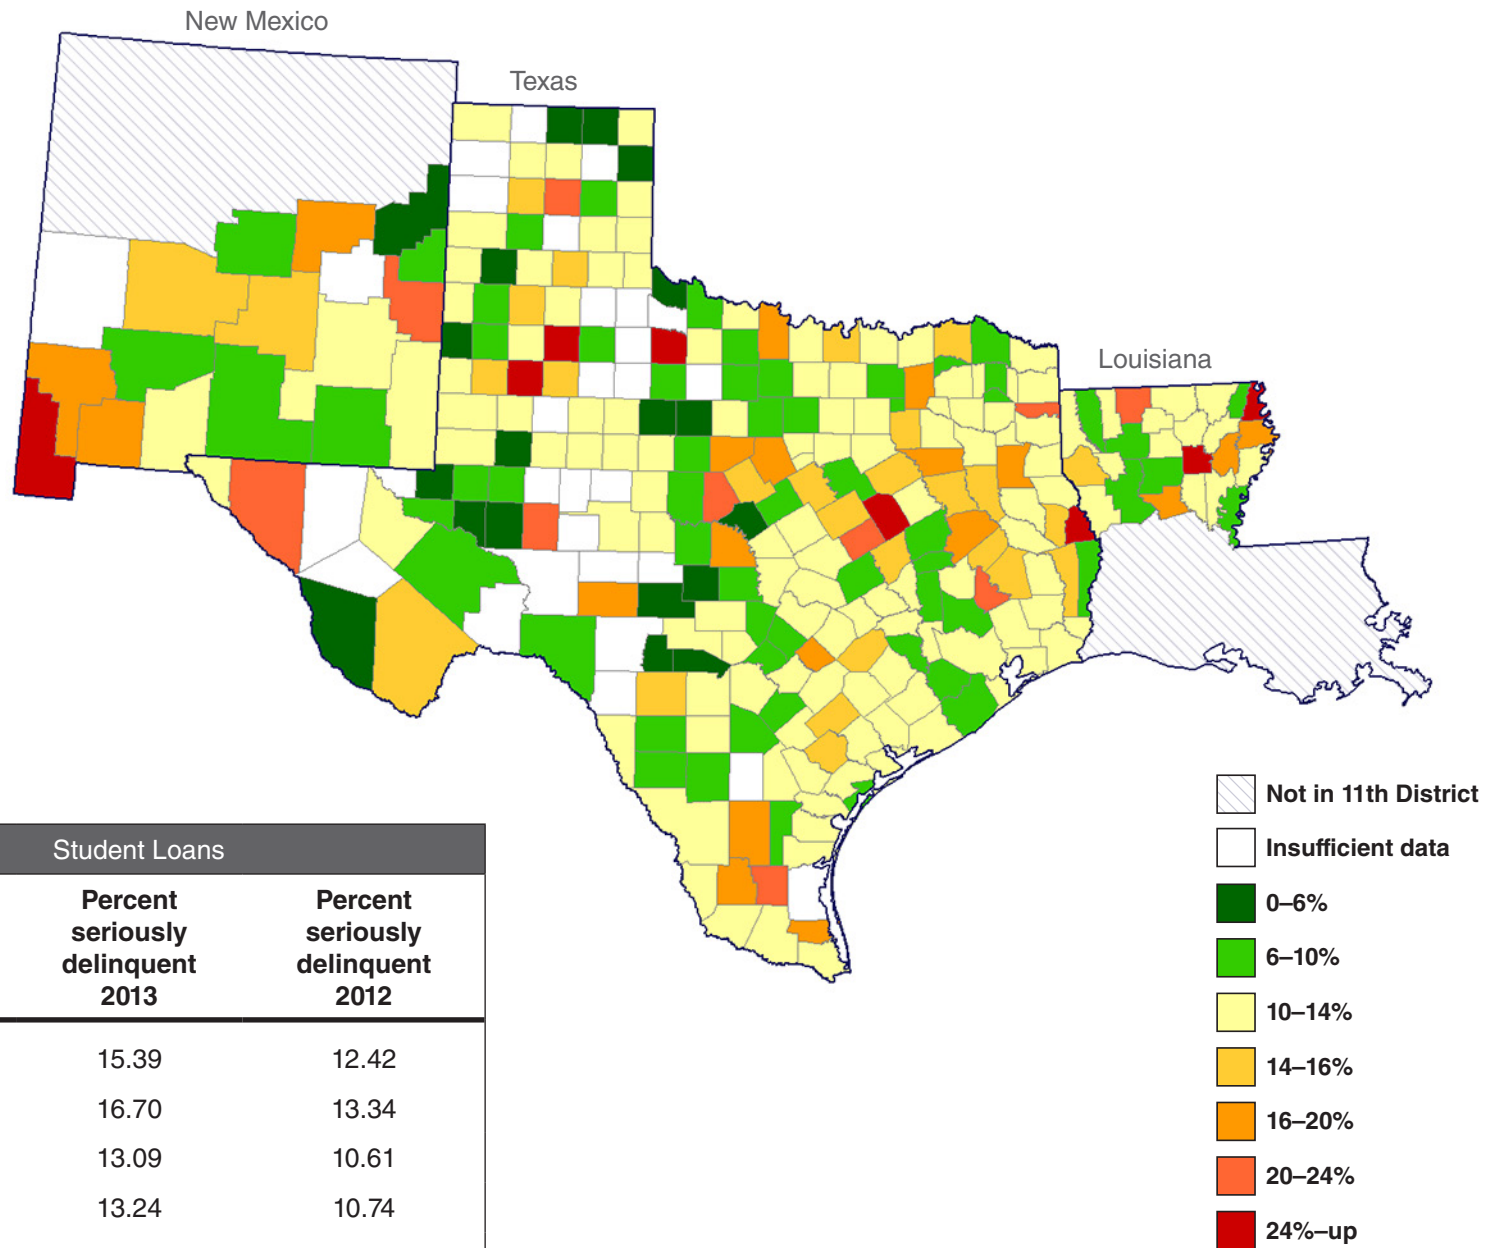 New Mexico
Texas
Louisiana
Not in 11th District
Insufficient data
0–6%
6–10%
10–14%
14–16%
16–20%
20–24%
24%–up
Student Loans
Percent seriously delinquent 2013
Percent seriously delinquent 2012
15.39 12.42
16.70 13.34
13.09 10.61
13.24 10.74